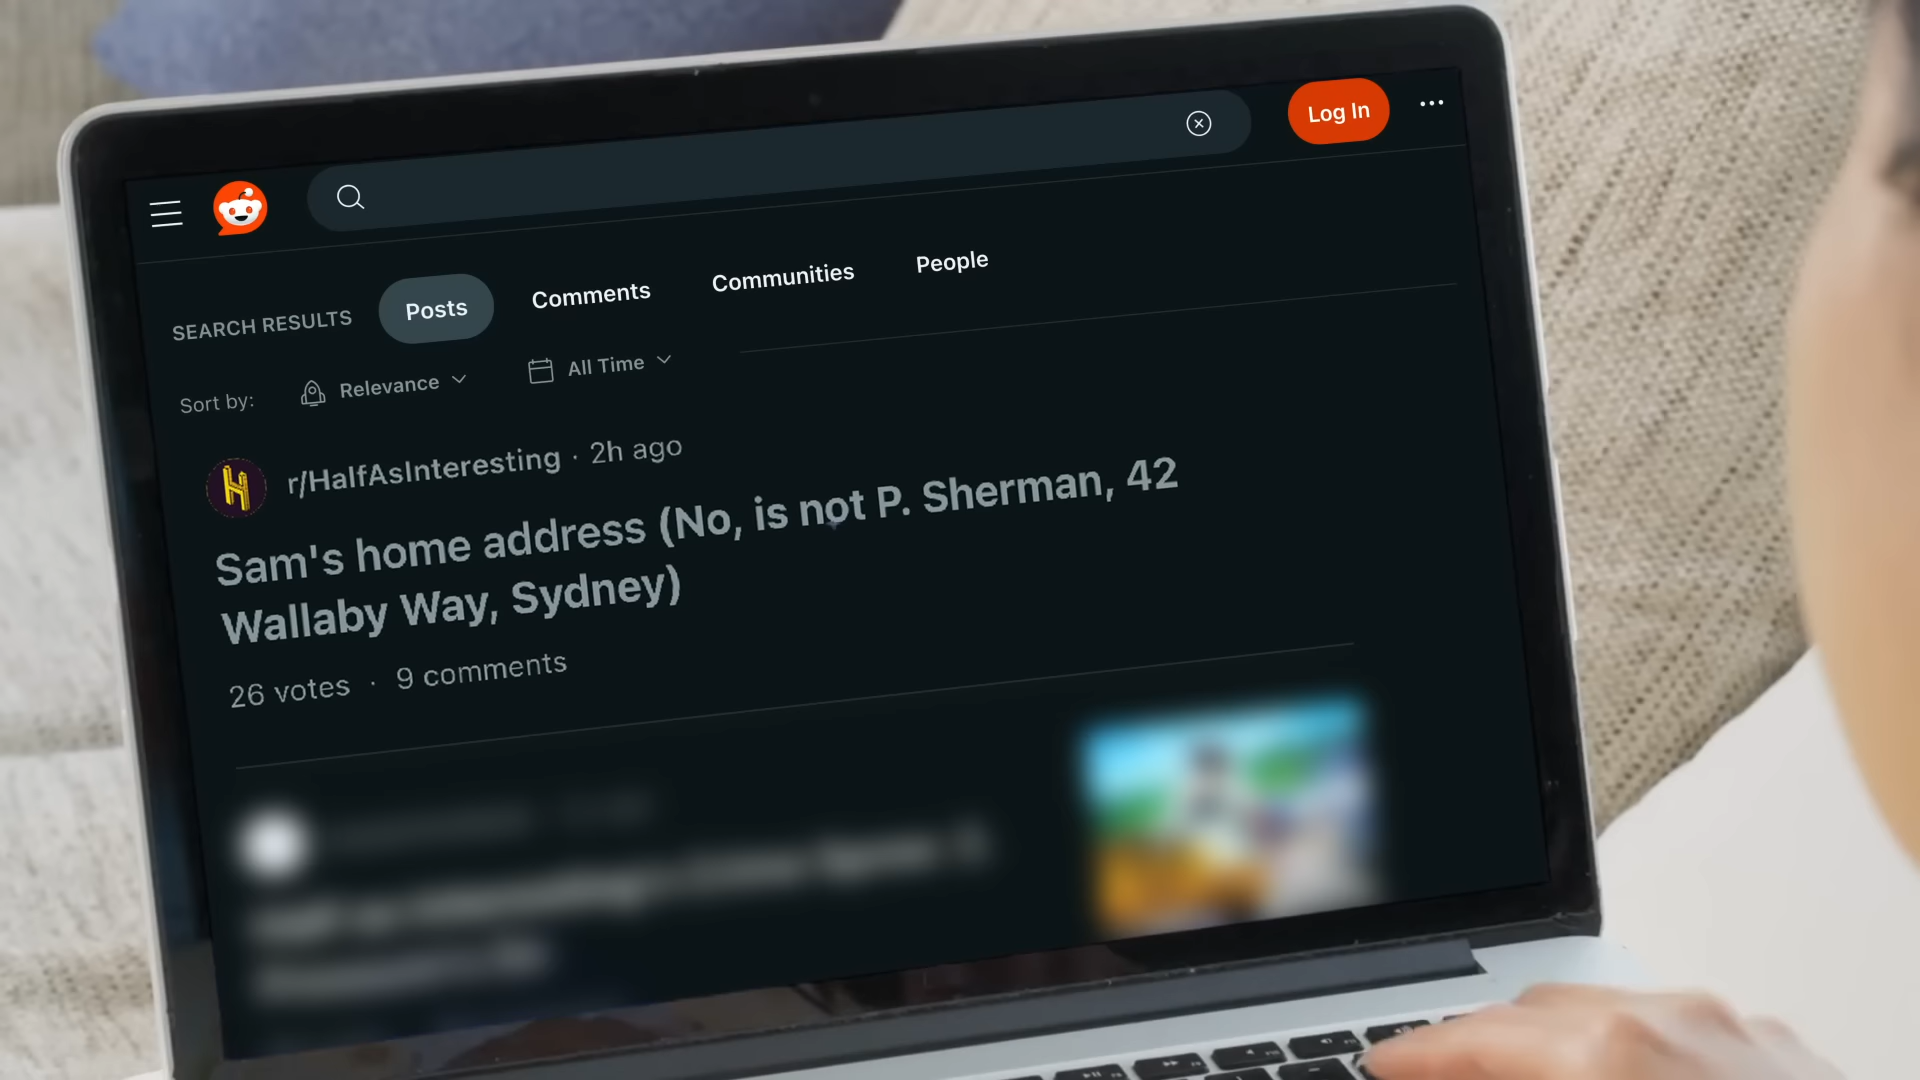 Log In
SEARCH RESULTS Posts Comments Communities People
Sort by: Relevance All Time
r/HalfAsInteresting · 2h ago
Sam's home address (No, is not P. Sherman, 42
Wallaby Way, Sydney)
26 votes · 9 comments